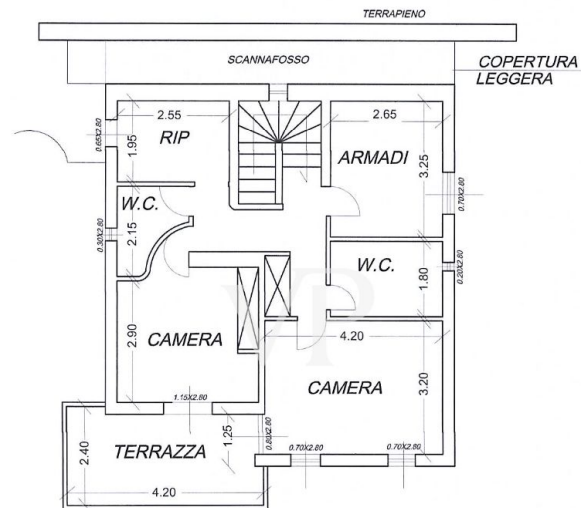 TERRAPIENO
SCANNAFOSSO
COPERTURA
LEGGERA
2.55
2.65
0.65X2.80
RIP
1.95
ARMADI
3.25
0.70X2.80
W.C.
2.15
0.30X2.80
W.C.
1.80
0.20X2.80
VP
4.20
CAMERA
2.90
CAMERA
3.20
1.15X2.80
TERRAZZA
1.25
0.80X2.80
2.40
0.70X2.80
0.70X2.80
4.20